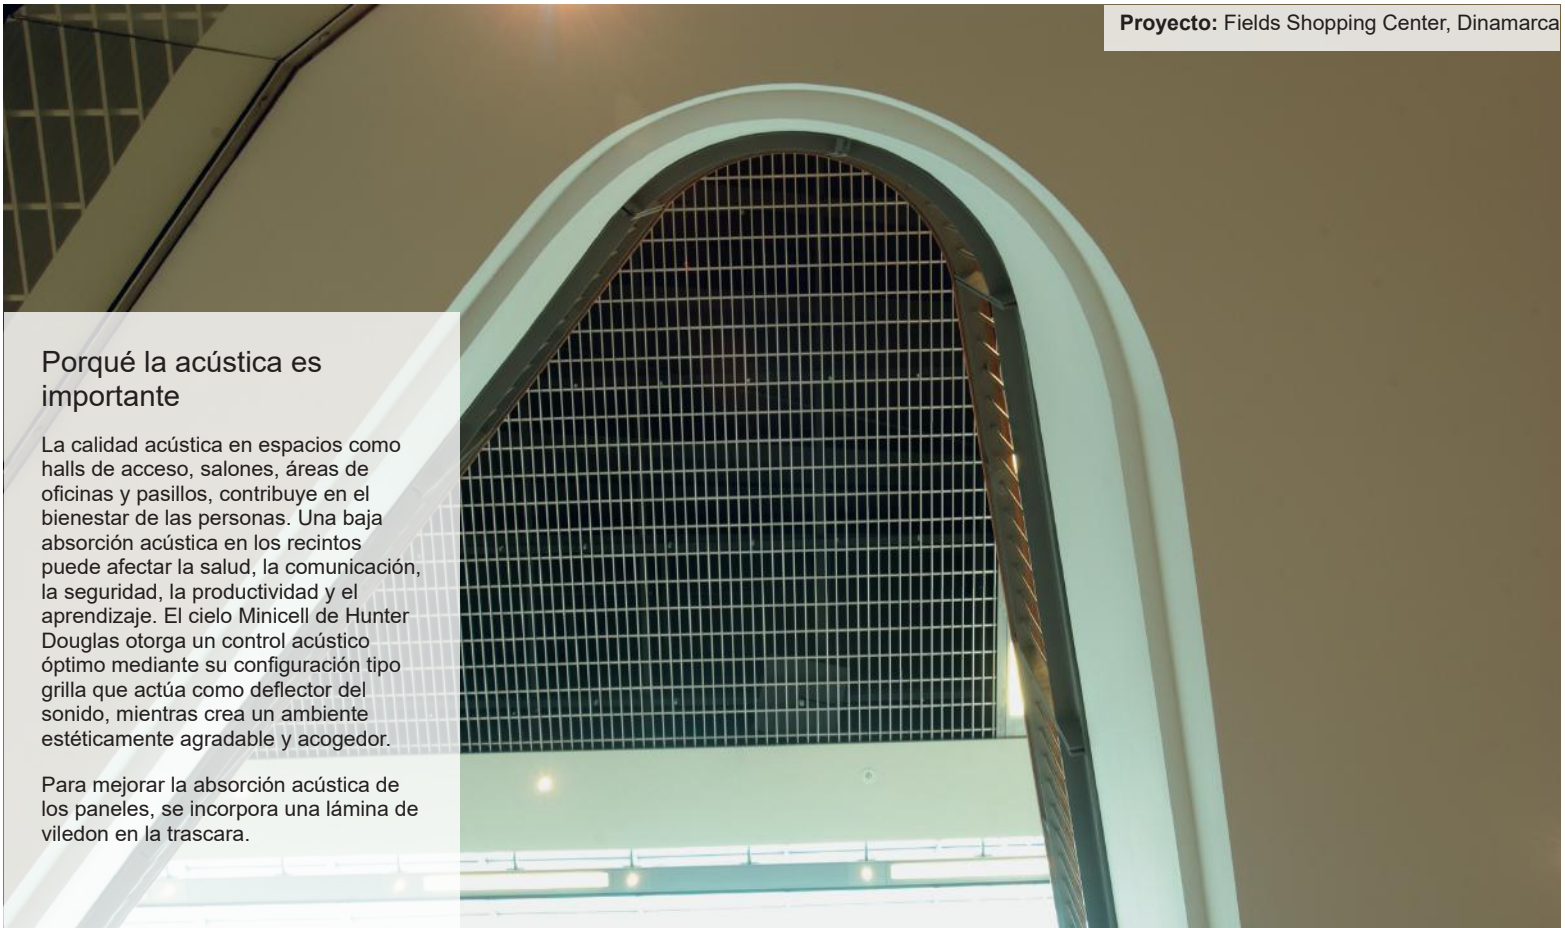 Proyecto: Fields Shopping Center, Dinamarca
Porqué la acústica es
importante
La calidad acústica en espacios como
halls de acceso, salones, áreas de
oficinas y pasillos, contribuye en el
bienestar de las personas. Una baja
absorción acústica en los recintos
puede afectar la salud, la comunicación,
la seguridad, la productividad y el
aprendizaje. El cielo Minicell de Hunter
Douglas otorga un control acústico
óptimo mediante su configuración tipo
grilla que actúa como deflector del
sonido, mientras crea un ambiente
estéticamente agradable y acogedor.
Para mejorar la absorción acústica de
los paneles, se incorpora una lámina de
viledon en la trascara.